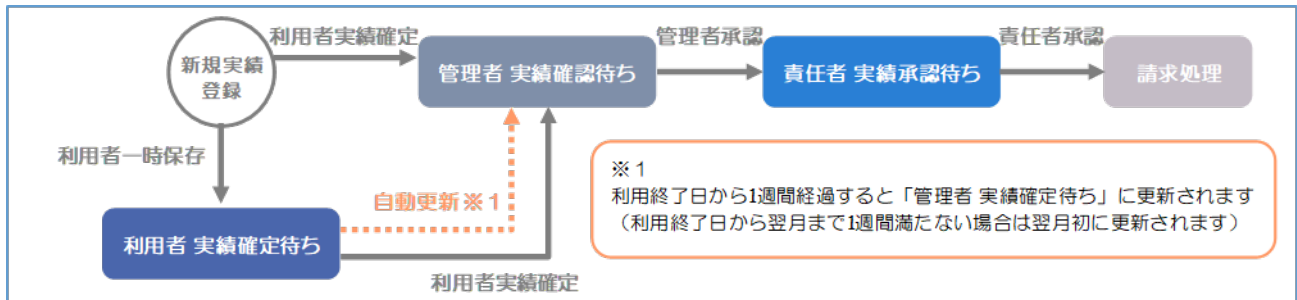 利用者実績確定
管理者承認
責任者承認
新規実績
登録
管理者 実績確認待ち
責任者 実績承認待ち
請求処理
利用者一時保存
自動更新※1
利用者 実績確定待ち
利用者実績確定
※1
利用終了日から1週間経過すると「管理者 実績確定待ち」に更新されます
（利用終了日から翌月まで1週間満たない場合は翌月初に更新されます）